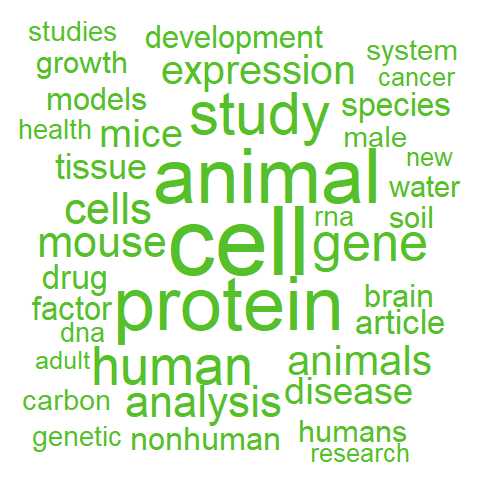 studies development system
growth expression cancer
models study species
health mice male
tissue animal new
cells rna water
mouse cell gene soil
drug protein brain
factor article
dna human animals
adult analysis disease
carbon
genetic nonhuman humans
research